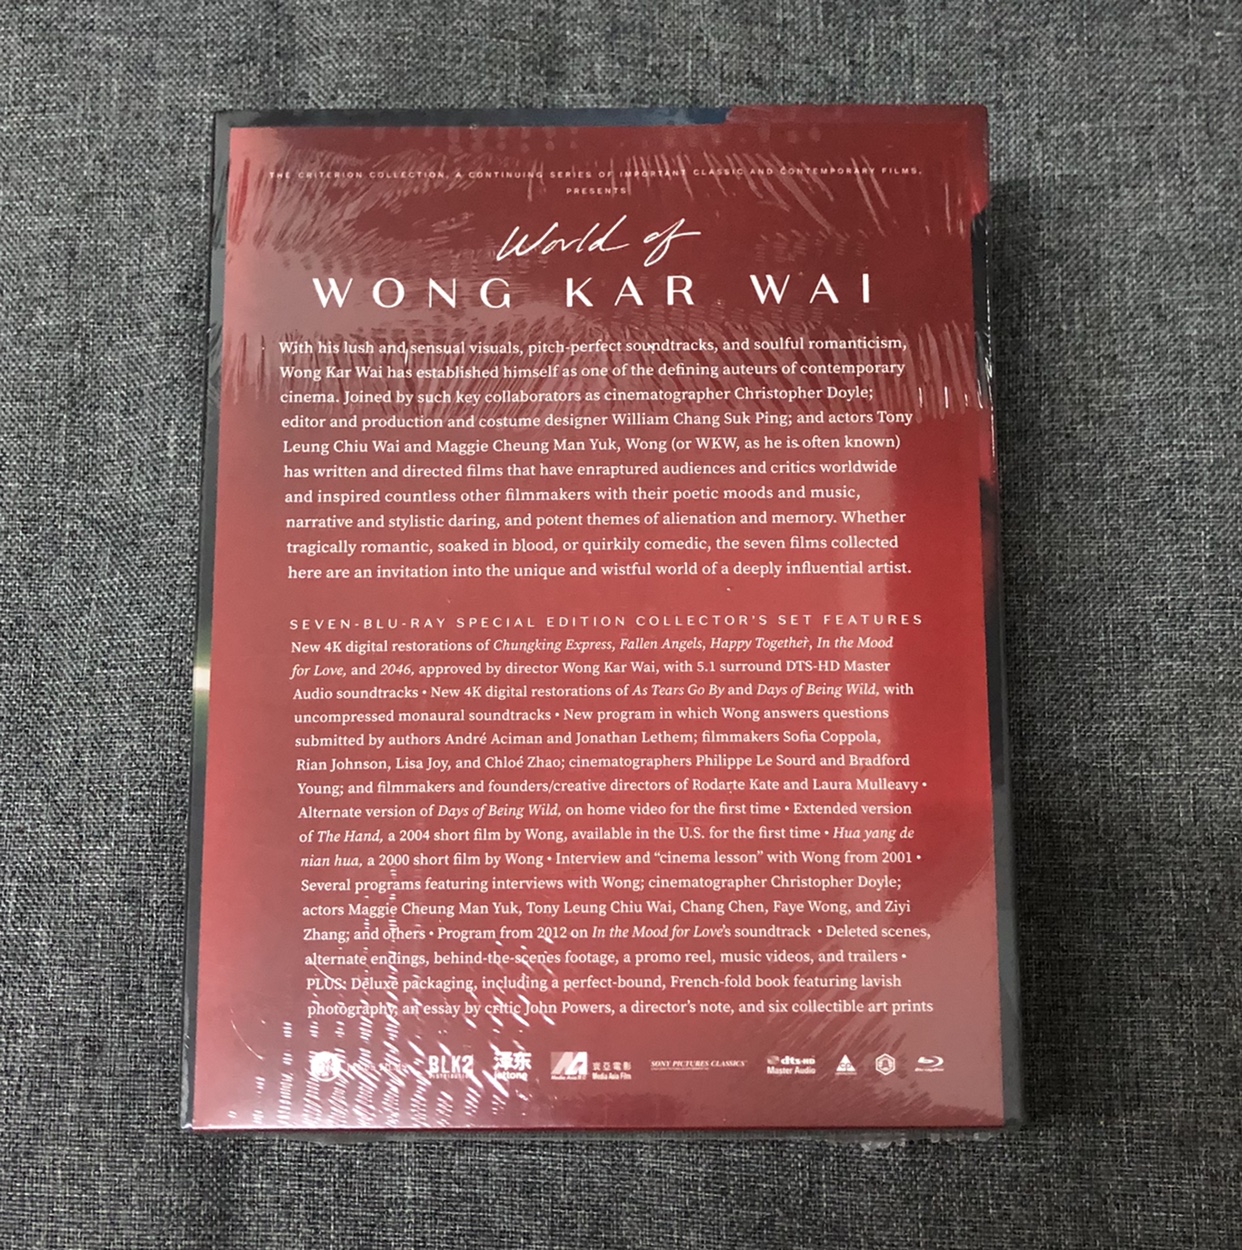 THE CRITERION COLLECTION, A CONTINUING SERIES OF IMPORTANT CLASSIC AND CONTEMPORARY FILMS,
PRESENTS
World of
WONG KAR WAI
With his lush and sensual visuals, pitch-perfect soundtracks, and soulful romanticism,
Wong Kar Wai has established himself as one of the defining auteurs of contemporary
cinema. Joined by such key collaborators as cinematographer Christopher Doyle;
editor and production and costume designer William Chang Suk Ping; and actors Tony
Leung Chiu Wai and Maggie Cheung Man Yuk, Wong (or WKW, as he is often known)
has written and directed films that have enraptured audiences and critics worldwide
and inspired countless other filmmakers with their poetic moods and music,
narrative and stylistic daring, and potent themes of alienation and memory. Whether
tragically romantic, soaked in blood, or quirkily comedic, the seven films collected
here are an invitation into the unique and wistful world of a deeply influential artist.
SEVEN-BLU-RAY SPECIAL EDITION COLLECTOR'S SET FEATURES
New 4K digital restorations of Chungking Express, Fallen Angels, Happy Together, In the Mood
for Love, and 2046, approved by director Wong Kar Wai, with 5.1 surround DTS-HD Master
Audio soundtracks • New 4K digital restorations of As Tears Go By and Days of Being Wild, with
uncompressed monaural soundtracks • New program in which Wong answers questions
submitted by authors André Aciman and Jonathan Lethem; filmmakers Sofia Coppola,
Rian Johnson, Lisa Joy, and Chloé Zhao; cinematographers Philippe Le Sourd and Bradford
Young; and filmmakers and founders/creative directors of Rodarte Kate and Laura Mulleavy •
Alternate version of Days of Being Wild, on home video for the first time • Extended version
of The Hand, a 2004 short film by Wong, available in the U.S. for the first time • Hua yang de
nian hua, a 2000 short film by Wong • Interview and “cinema lesson” with Wong from 2001 •
Several programs featuring interviews with Wong; cinematographer Christopher Doyle;
actors Maggie Cheung Man Yuk, Tony Leung Chiu Wai, Chang Chen, Faye Wong, and Ziyi
Zhang; and others • Program from 2012 on In the Mood for Love's soundtrack • Deleted scenes,
alternate endings, behind-the-scenes footage, a promo reel, music videos, and trailers •
PLUS: Deluxe packaging, including a perfect-bound, French-fold book featuring lavish
photography, an essay by critic John Powers, a director's note, and six collectible art prints
BLK2 泽东 jettone 寰亞電影 Media Asia Film SONY PICTURES CLASSICS dts-HD Master Audio